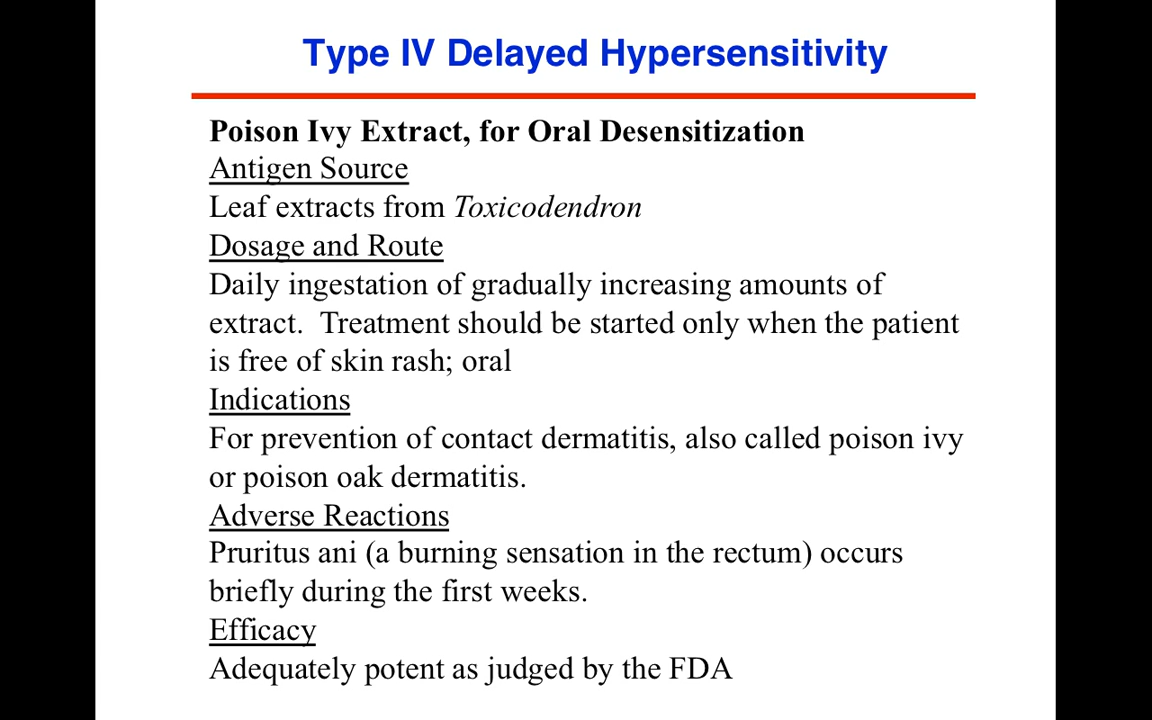 Type IV Delayed Hypersensitivity
Poison Ivy Extract, for Oral Desensitization
Antigen Source
Leaf extracts from Toxicodendron
Dosage and Route
Daily ingestation of gradually increasing amounts of
extract.  Treatment should be started only when the patient
is free of skin rash; oral
Indications
For prevention of contact dermatitis, also called poison ivy
or poison oak dermatitis.
Adverse Reactions
Pruritus ani (a burning sensation in the rectum) occurs
briefly during the first weeks.
Efficacy
Adequately potent as judged by the FDA